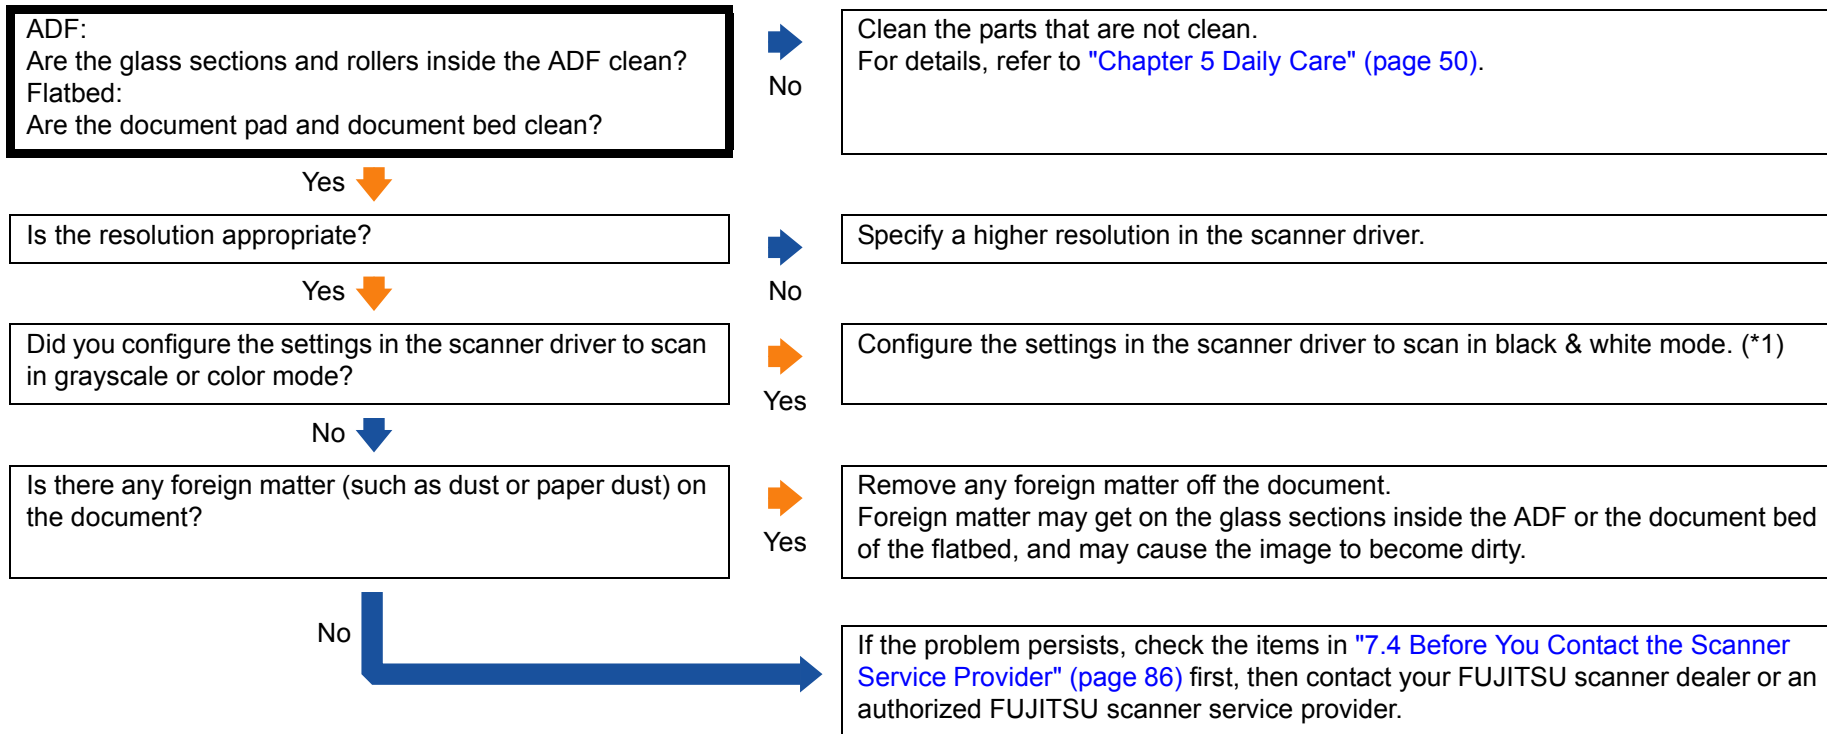 ADF:
Are the glass sections and rollers inside the ADF clean?
Flatbed:
Are the document pad and document bed clean?
No
Clean the parts that are not clean.
For details, refer to "Chapter 5 Daily Care" (page 50).
Yes
Is the resolution appropriate?
No
Specify a higher resolution in the scanner driver.
Yes
Did you configure the settings in the scanner driver to scan
in grayscale or color mode?
Yes
Configure the settings in the scanner driver to scan in black & white mode. (*1)
No
Is there any foreign matter (such as dust or paper dust) on
the document?
Yes
Remove any foreign matter off the document.
Foreign matter may get on the glass sections inside the ADF or the document bed
of the flatbed, and may cause the image to become dirty.
No
If the problem persists, check the items in "7.4 Before You Contact the Scanner
Service Provider" (page 86) first, then contact your FUJITSU scanner dealer or an
authorized FUJITSU scanner service provider.